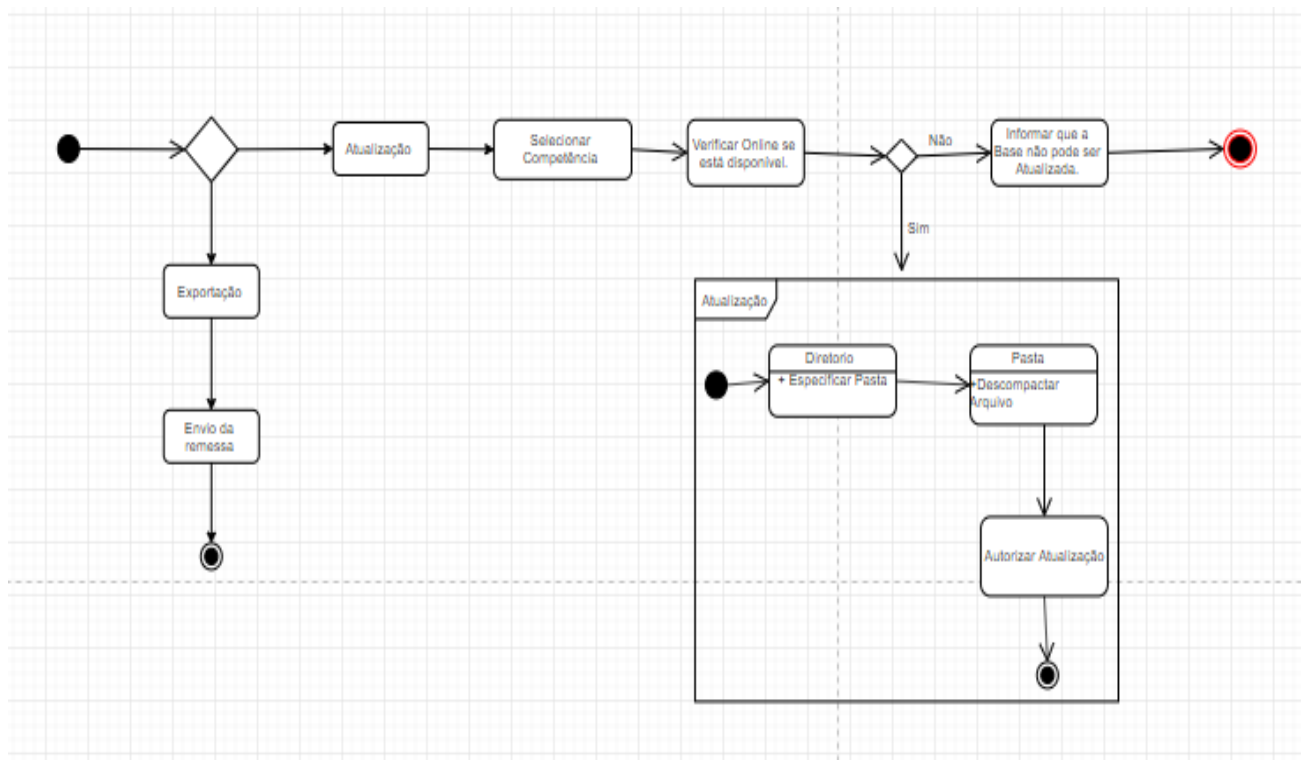 Atualização
Selecionar
Competência
Verificar Online se
está disponível.
Não
Informar que a
Base não pode ser
Atualizada.
Sim
Exportação
Envio da
remessa
Atualização
Diretorio
+ Especificar Pasta
Pasta
+Descompactar
Arquivo
Autorizar Atualização